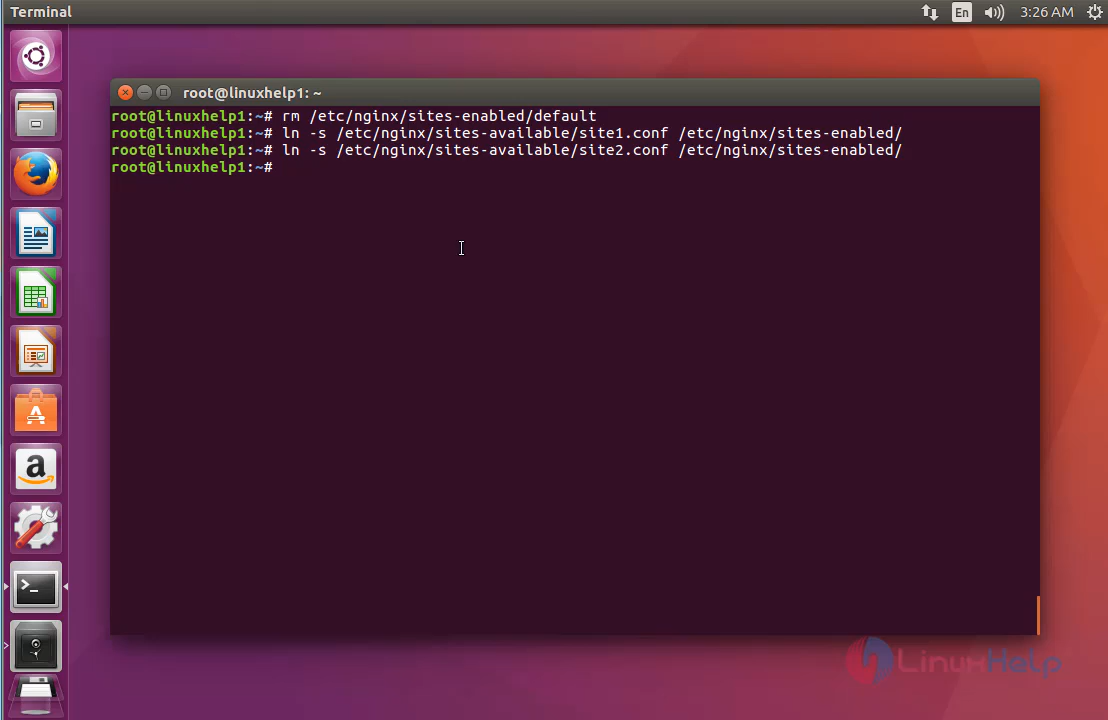 Terminal
En
3:26 AM
root@linuxhelp1: ~
root@linuxhelp1:~# rm /etc/nginx/sites-enabled/default
root@linuxhelp1:~# ln -s /etc/nginx/sites-available/site1.conf /etc/nginx/sites-enabled/
root@linuxhelp1:~# ln -s /etc/nginx/sites-available/site2.conf /etc/nginx/sites-enabled/
root@linuxhelp1:~#
LinuxHelp